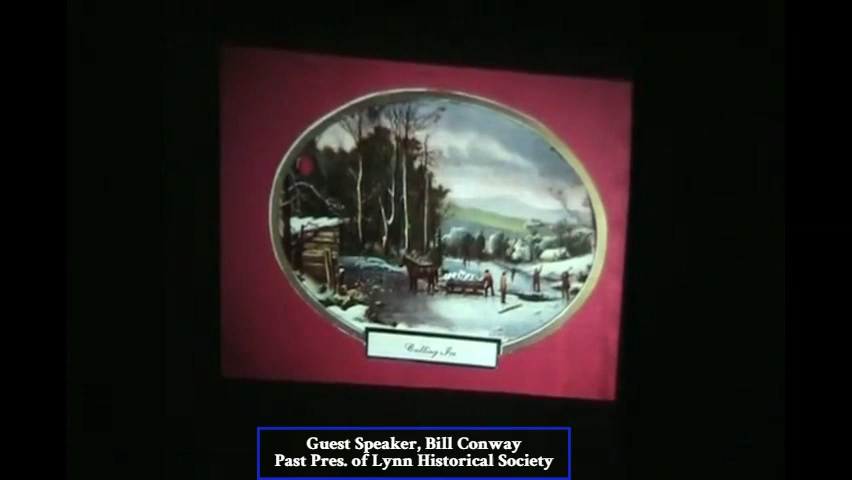 Cutting Ice
Guest Speaker, Bill Conway
Past Pres. of Lynn Historical Society